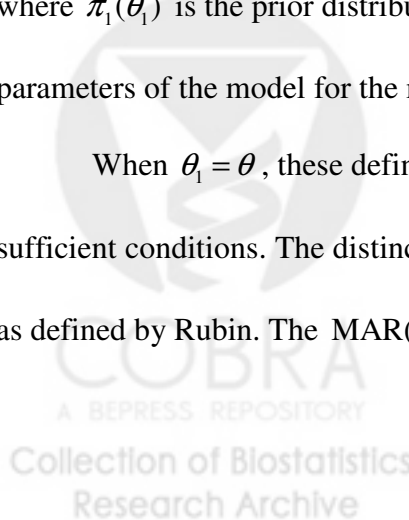 where π₁(θ₁) is the prior distribu
parameters of the model for the
When θ₁ = θ, these defin
sufficient conditions. The distinc
as defined by Rubin. The MAR(
COBRA
A BEPRESS REPOSITORY
Collection of Biostatistics
Research Archive